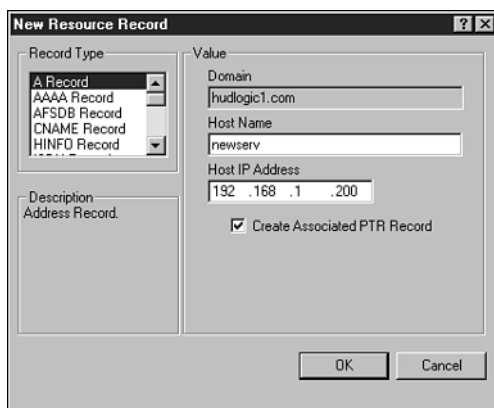 New Resource Record
Record Type
A Record
AAAA Record
AFSDB Record
CNAME Record
HINFO Record
Description
Address Record.
Value
Domain
hudlogic1.com
Host Name
newserv
Host IP Address
192 .168 .1 .200
Create Associated PTR Record
OK
Cancel